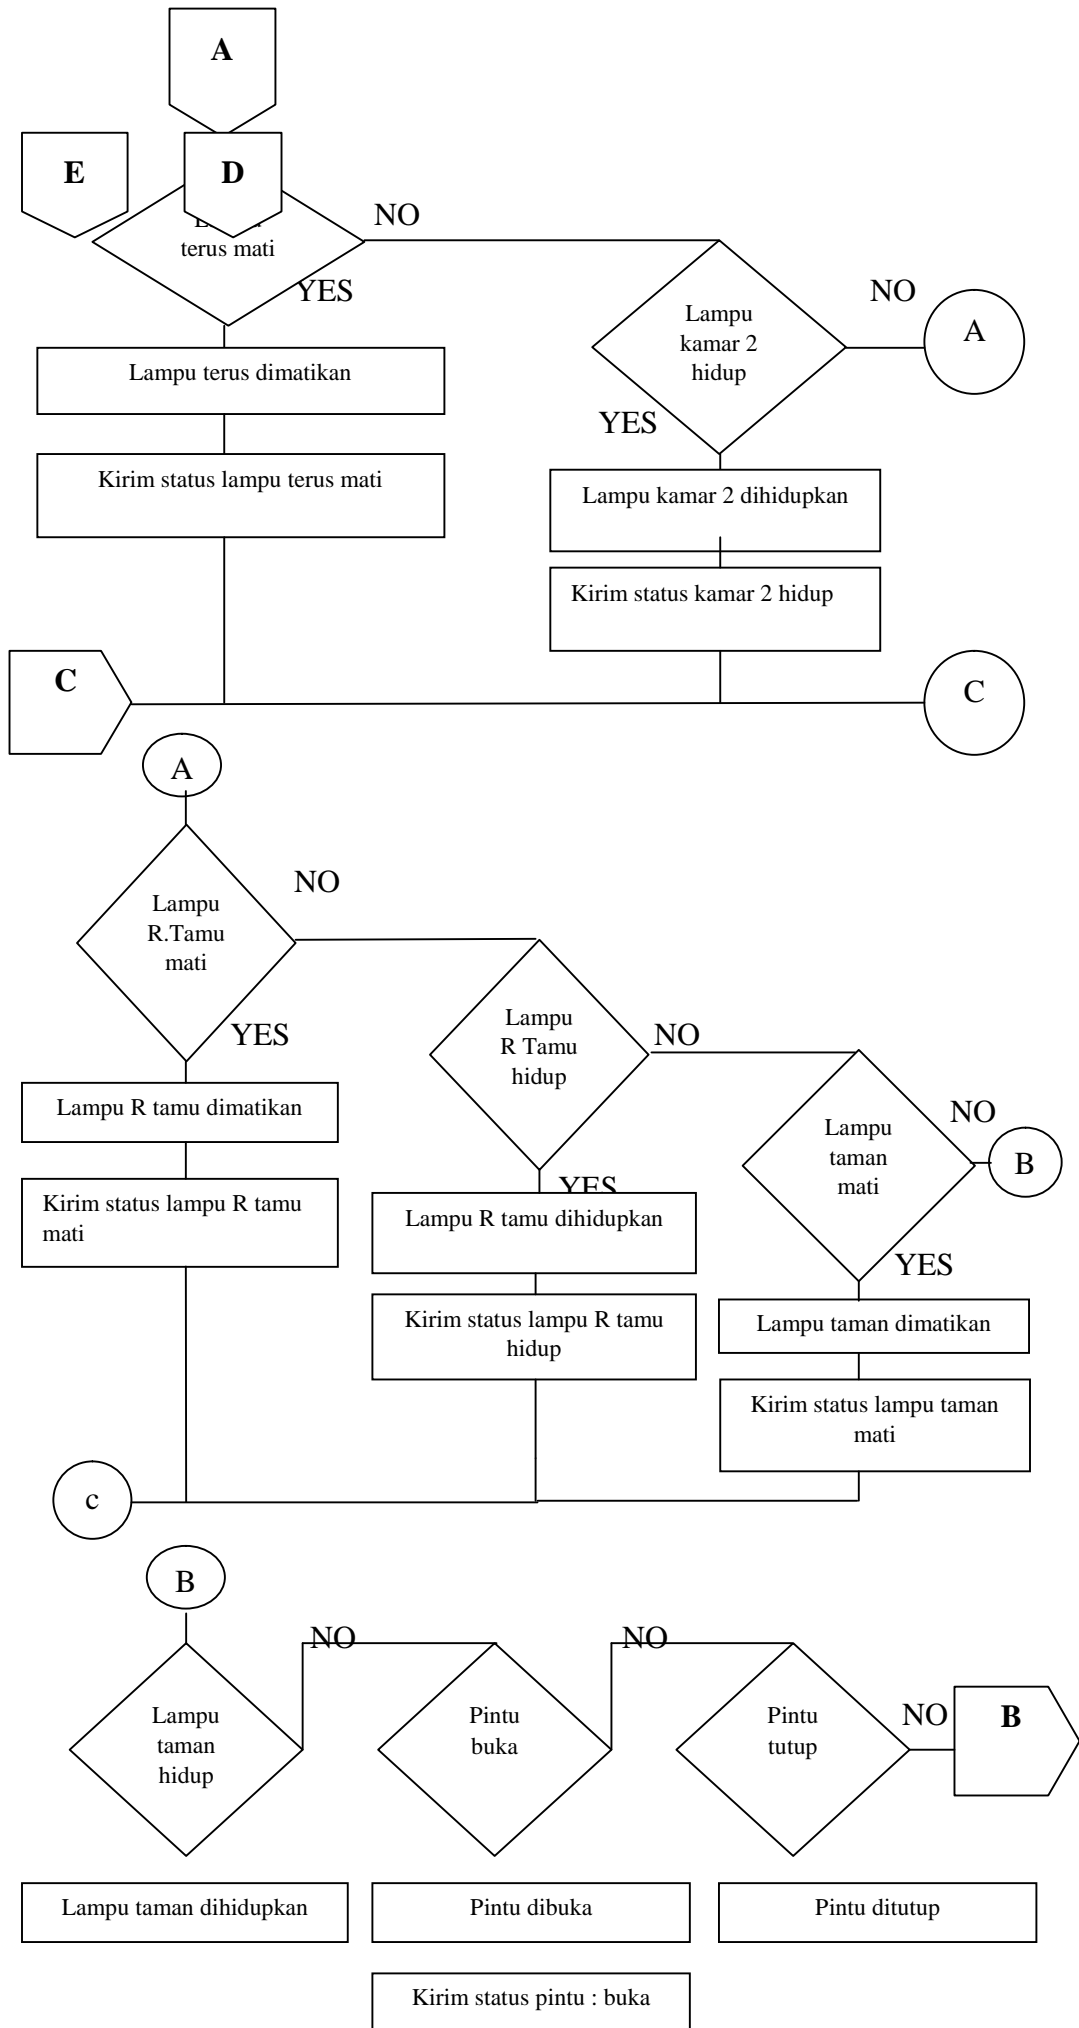 A
E
D
NO
terus mati
YES
Lampu
kamar 2
hidup
NO
A
YES
Lampu terus dimatikan
Kirim status lampu terus mati
Lampu kamar 2 dihidupkan
Kirim status kamar 2 hidup
C
C
A
Lampu
R.Tamu
mati
NO
YES
Lampu
R Tamu
hidup
NO
YES
Lampu
taman
mati
NO
B
YES
Lampu R tamu dimatikan
Kirim status lampu R tamu
mati
Lampu R tamu dihidupkan
Kirim status lampu R tamu
hidup
Lampu taman dimatikan
Kirim status lampu taman
mati
c
B
Lampu
taman
hidup
NO
Pintu
buka
NO
Pintu
tutup
NO
B
Lampu taman dihidupkan
Pintu dibuka
Pintu ditutup
Kirim status pintu : buka